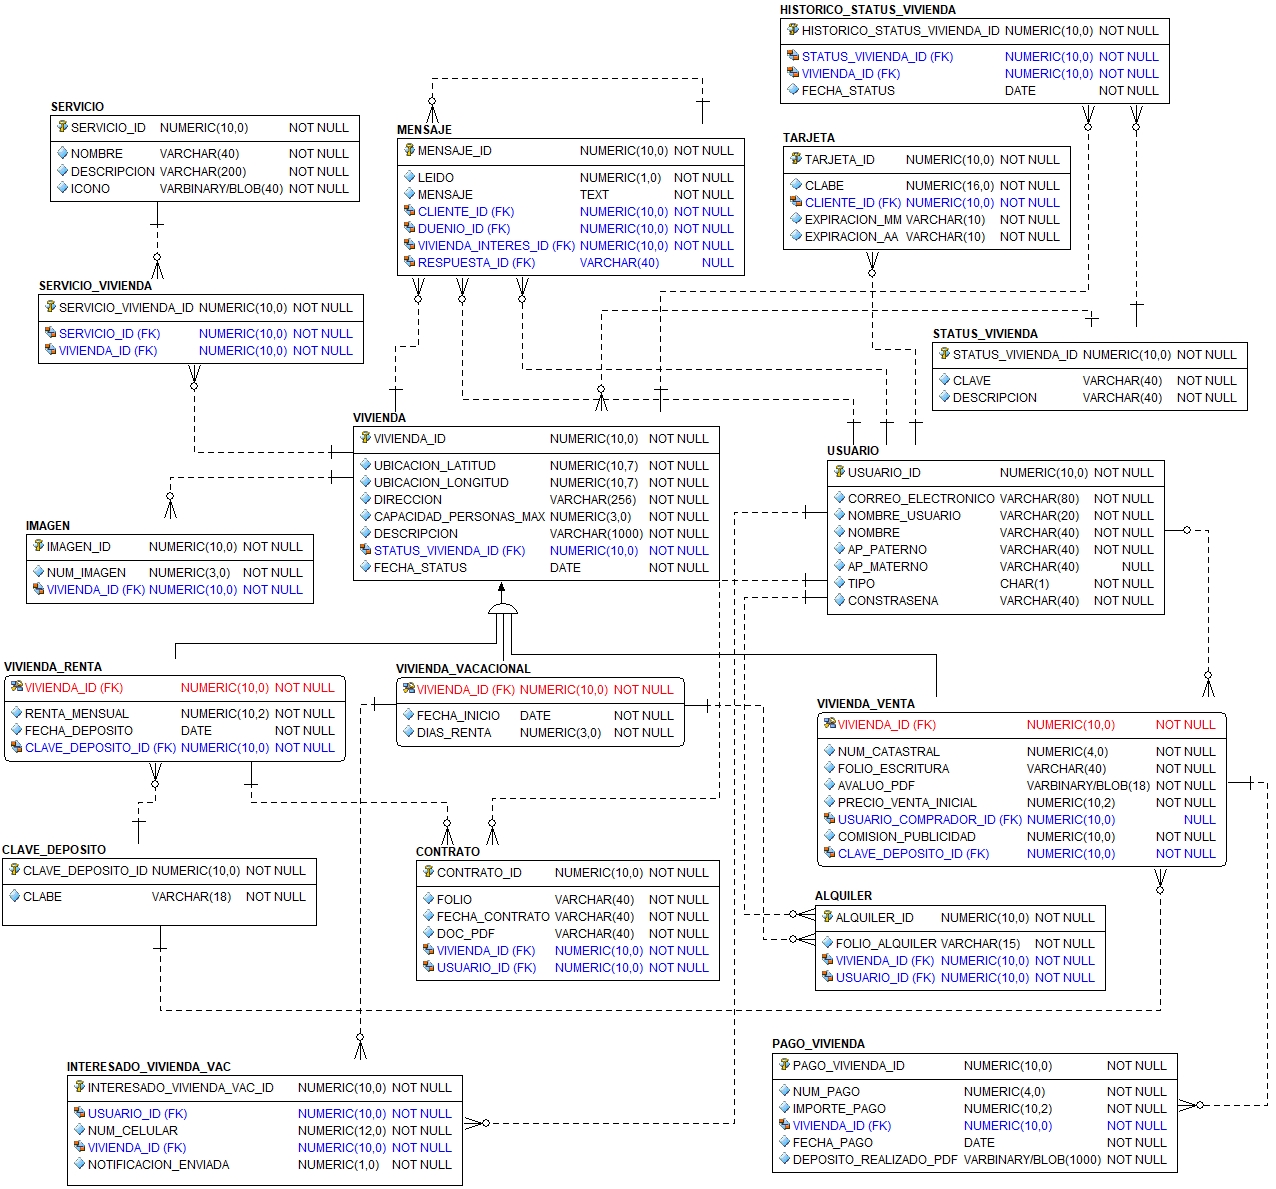 HISTORICO_STATUS_VIVIENDA
HISTORICO_STATUS_VIVIENDA_ID NUMERIC(10,0) NOT NULL
STATUS_VIVIENDA_ID (FK) NUMERIC(10,0) NOT NULL
VIVIENDA_ID (FK) NUMERIC(10,0) NOT NULL
FECHA_STATUS DATE NOT NULL
SERVICIO
SERVICIO_ID NUMERIC(10,0) NOT NULL
NOMBRE VARCHAR(40) NOT NULL
DESCRIPCION VARCHAR(200) NOT NULL
ICONO VARBINARY/BLOB(40) NOT NULL
MENSAJE
MENSAJE_ID NUMERIC(10,0) NOT NULL
LEIDO NUMERIC(1,0) NOT NULL
MENSAJE TEXT NOT NULL
CLIENTE_ID (FK) NUMERIC(10,0) NOT NULL
DUENIO_ID (FK) NUMERIC(10,0) NOT NULL
VIVIENDA_INTERES_ID (FK) NUMERIC(10,0) NOT NULL
RESPUESTA_ID (FK) VARCHAR(40) NULL
TARJETA
TARJETA_ID NUMERIC(10,0) NOT NULL
CLABE NUMERIC(16,0) NOT NULL
CLIENTE_ID (FK) NUMERIC(10,0) NOT NULL
EXPIRACION_MM VARCHAR(10) NOT NULL
EXPIRACION_AA VARCHAR(10) NOT NULL
SERVICIO_VIVIENDA
SERVICIO_VIVIENDA_ID NUMERIC(10,0) NOT NULL
SERVICIO_ID (FK) NUMERIC(10,0) NOT NULL
VIVIENDA_ID (FK) NUMERIC(10,0) NOT NULL
STATUS_VIVIENDA
STATUS_VIVIENDA_ID NUMERIC(10,0) NOT NULL
CLAVE VARCHAR(40) NOT NULL
DESCRIPCION VARCHAR(40) NOT NULL
VIVIENDA
VIVIENDA_ID NUMERIC(10,0) NOT NULL
UBICACION_LATITUD NUMERIC(10,7) NOT NULL
UBICACION_LONGITUD NUMERIC(10,7) NOT NULL
DIRECCION VARCHAR(256) NOT NULL
CAPACIDAD_PERSONAS_MAX NUMERIC(3,0) NOT NULL
DESCRIPCION VARCHAR(1000) NOT NULL
STATUS_VIVIENDA_ID (FK) NUMERIC(10,0) NOT NULL
FECHA_STATUS DATE NOT NULL
USUARIO
USUARIO_ID NUMERIC(10,0) NOT NULL
CORREO_ELECTRONICO VARCHAR(80) NOT NULL
NOMBRE_USUARIO VARCHAR(20) NOT NULL
NOMBRE VARCHAR(40) NOT NULL
AP_PATERNO VARCHAR(40) NOT NULL
AP_MATERNO VARCHAR(40) NULL
TIPO CHAR(1) NOT NULL
CONSTRASENA VARCHAR(40) NOT NULL
IMAGEN
IMAGEN_ID NUMERIC(10,0) NOT NULL
NUM_IMAGEN NUMERIC(3,0) NOT NULL
VIVIENDA_ID (FK) NUMERIC(10,0) NOT NULL
VIVIENDA_RENTA
VIVIENDA_ID (FK) NUMERIC(10,0) NOT NULL
RENTA_MENSUAL NUMERIC(10,2) NOT NULL
FECHA_DEPOSITO DATE NOT NULL
CLAVE_DEPOSITO_ID (FK) NUMERIC(10,0) NOT NULL
VIVIENDA_VACACIONAL
VIVIENDA_ID (FK) NUMERIC(10,0) NOT NULL
FECHA_INICIO DATE NOT NULL
DIAS_RENTA NUMERIC(3,0) NOT NULL
VIVIENDA_VENTA
VIVIENDA_ID (FK) NUMERIC(10,0) NOT NULL
NUM_CATASTRAL NUMERIC(4,0) NOT NULL
FOLIO_ESCRITURA VARCHAR(40) NOT NULL
AVALUO_PDF VARBINARY/BLOB(18) NOT NULL
PRECIO_VENTA_INICIAL NUMERIC(10,2) NOT NULL
USUARIO_COMPRADOR_ID (FK) NUMERIC(10,0) NULL
COMISION_PUBLICIDAD NUMERIC(10,0) NOT NULL
CLAVE_DEPOSITO_ID (FK) NUMERIC(10,0) NOT NULL
CLAVE_DEPOSITO
CLAVE_DEPOSITO_ID NUMERIC(10,0) NOT NULL
CLABE VARCHAR(18) NOT NULL
CONTRATO
CONTRATO_ID NUMERIC(10,0) NOT NULL
FOLIO VARCHAR(40) NOT NULL
FECHA_CONTRATO VARCHAR(40) NOT NULL
DOC_PDF VARCHAR(40) NOT NULL
VIVIENDA_ID (FK) NUMERIC(10,0) NOT NULL
USUARIO_ID (FK) NUMERIC(10,0) NOT NULL
ALQUILER
ALQUILER_ID NUMERIC(10,0) NOT NULL
FOLIO_ALQUILER VARCHAR(15) NOT NULL
VIVIENDA_ID (FK) NUMERIC(10,0) NOT NULL
USUARIO_ID (FK) NUMERIC(10,0) NOT NULL
INTERESADO_VIVIENDA_VAC
INTERESADO_VIVIENDA_VAC_ID NUMERIC(10,0) NOT NULL
USUARIO_ID (FK) NUMERIC(10,0) NOT NULL
NUM_CELULAR NUMERIC(12,0) NOT NULL
VIVIENDA_ID (FK) NUMERIC(10,0) NOT NULL
NOTIFICACION_ENVIADA NUMERIC(1,0) NOT NULL
PAGO_VIVIENDA
PAGO_VIVIENDA_ID NUMERIC(10,0) NOT NULL
NUM_PAGO NUMERIC(4,0) NOT NULL
IMPORTE_PAGO NUMERIC(10,2) NOT NULL
VIVIENDA_ID (FK) NUMERIC(10,0) NOT NULL
FECHA_PAGO DATE NOT NULL
DEPOSITO_REALIZADO_PDF VARBINARY/BLOB(1000) NOT NULL